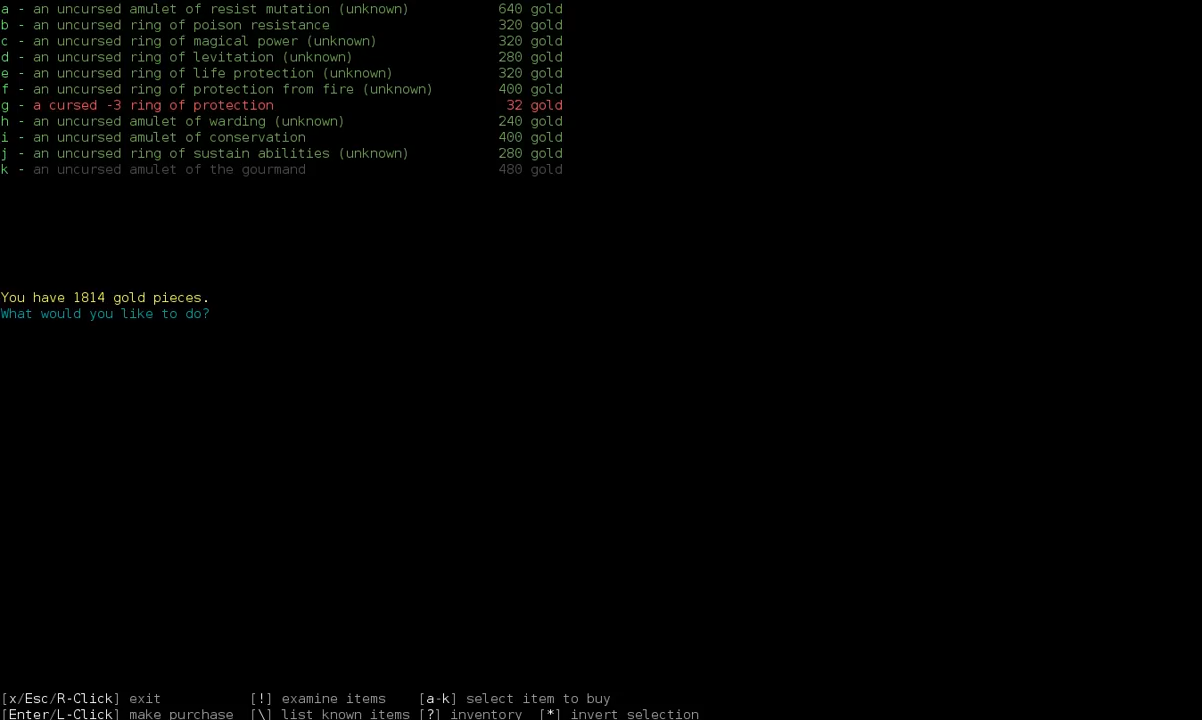 a - an uncursed amulet of resist mutation (unknown) 640 gold
b - an uncursed ring of poison resistance 320 gold
c - an uncursed ring of magical power (unknown) 320 gold
d - an uncursed ring of levitation (unknown) 280 gold
e - an uncursed ring of life protection (unknown) 320 gold
f - an uncursed ring of protection from fire (unknown) 400 gold
g - a cursed -3 ring of protection 32 gold
h - an uncursed amulet of warding (unknown) 240 gold
i - an uncursed amulet of conservation 400 gold
j - an uncursed ring of sustain abilities (unknown) 280 gold
k - an uncursed amulet of the gourmand 480 gold
You have 1814 gold pieces.
What would you like to do?
[x/Esc/R-Click] exit [!] examine items [a-k] select item to buy
[Enter/L-Click] make purchase [\] list known items [?] inventory [*] invert selection